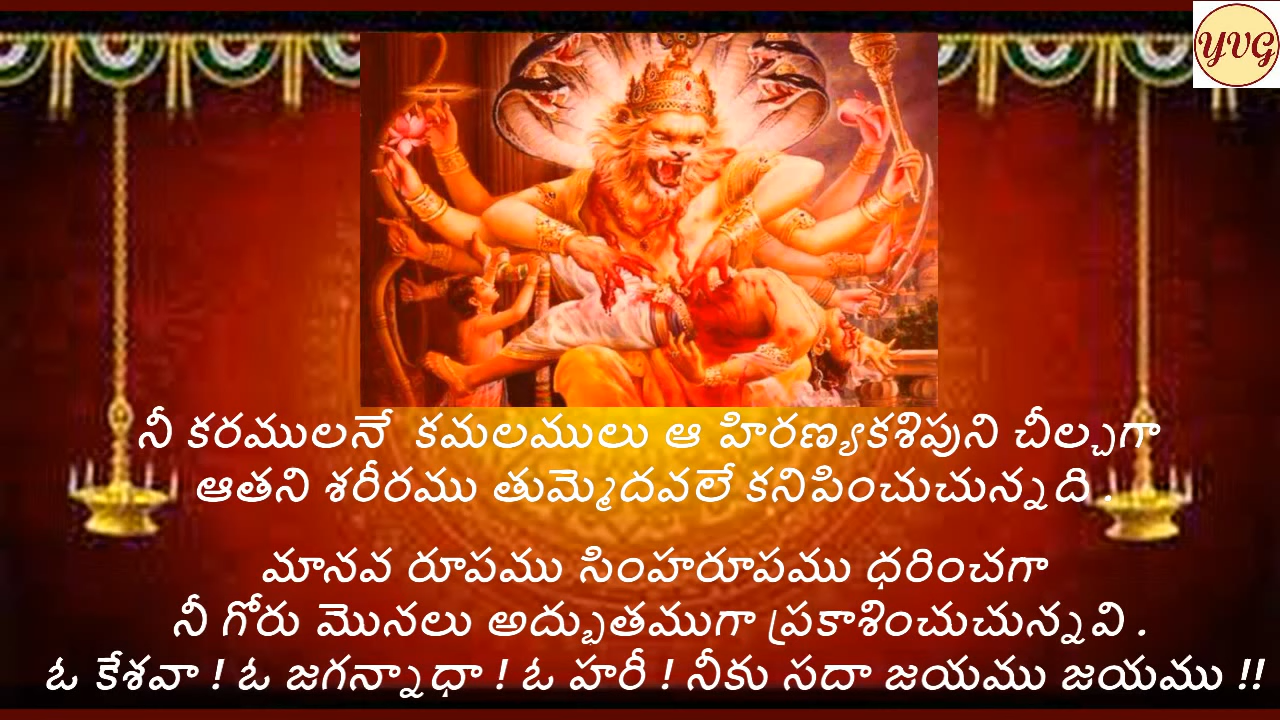 YVG
నీ కరములనే కమలములు ఆ హిరణ్యకశిపుని చీల్చగా
ఆతని శరీరము తుమ్మెదవలే కనిపించుచున్నది .
మానవ రూపము సింహరూపము ధరించగా
నీ గోరు మొనలు అద్భుతముగా ప్రకాశించుచున్నవి .
ఓ కేశవా ! ఓ జగన్నాధా ! ఓ హరీ ! నీకు సదా జయము జయము !!